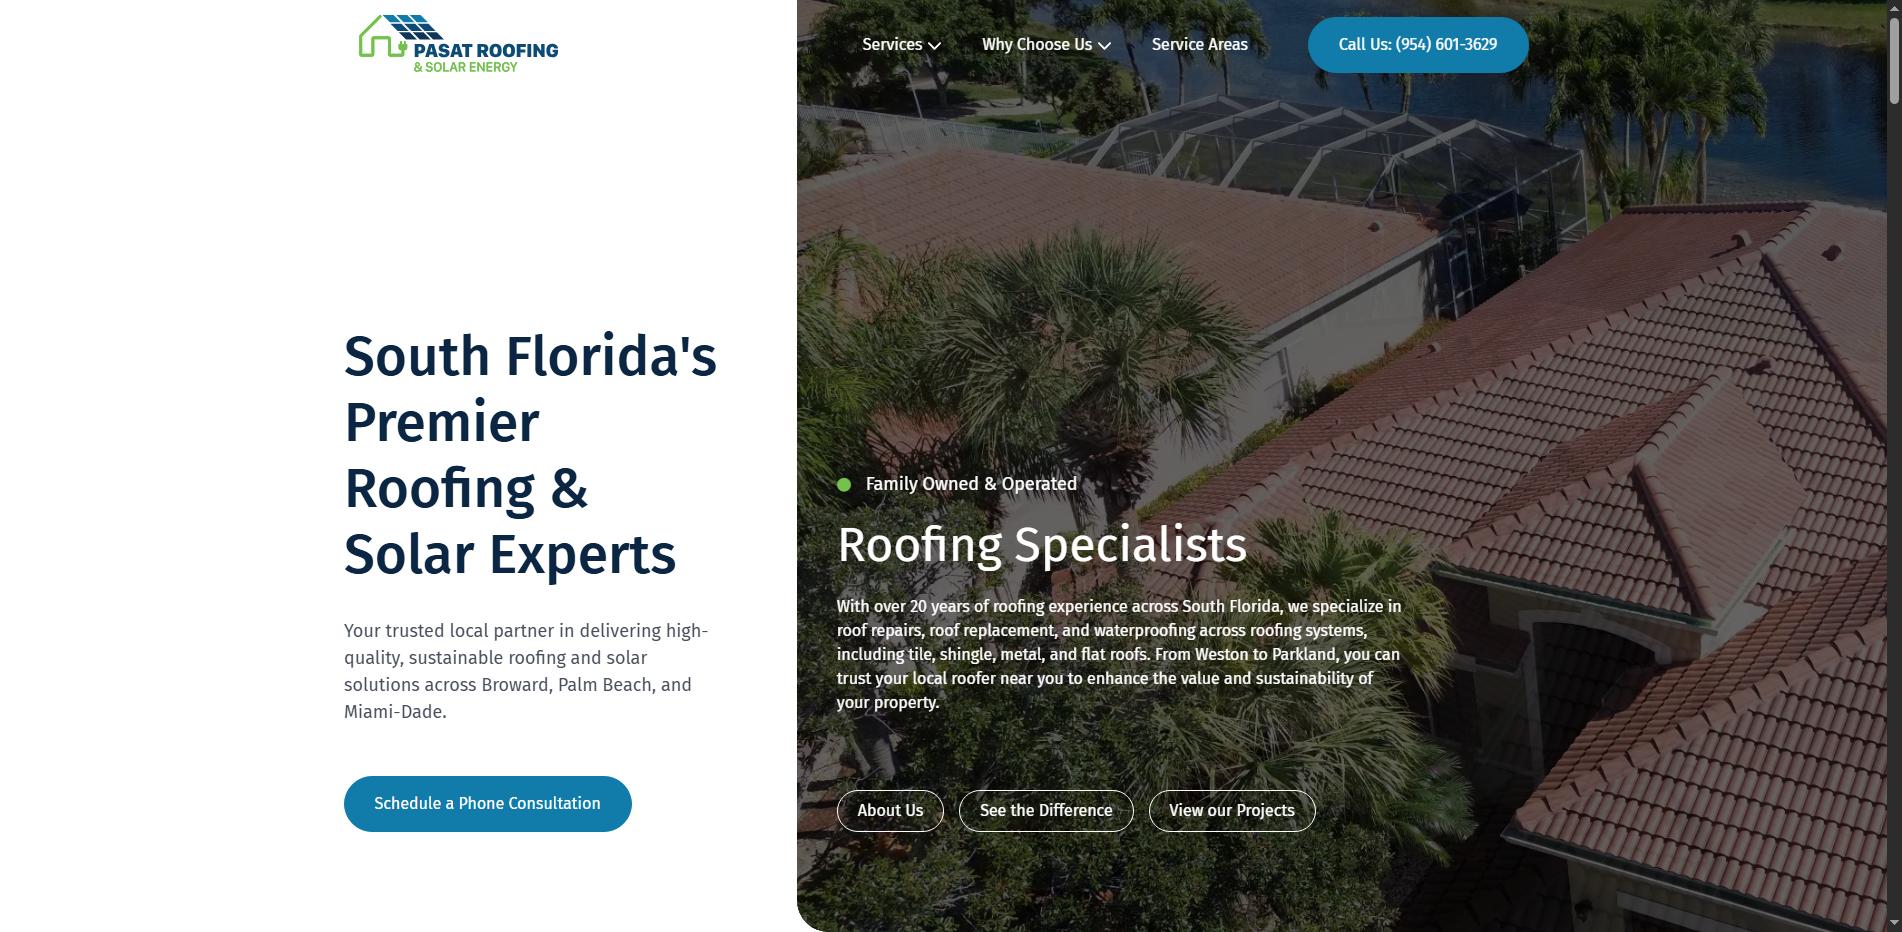 PASAT ROOFING
& SOLAR ENERGY
Services
Why Choose Us
Service Areas
Call Us: (954) 601-3629
South Florida's
Premier
Roofing &
Solar Experts
Your trusted local partner in delivering high-
quality, sustainable roofing and solar
solutions across Broward, Palm Beach, and
Miami-Dade.
Schedule a Phone Consultation
Family Owned & Operated
Roofing Specialists
With over 20 years of roofing experience across South Florida, we specialize in
roof repairs, roof replacement, and waterproofing across roofing systems,
including tile, shingle, metal, and flat roofs. From Weston to Parkland, you can
trust your local roofer near you to enhance the value and sustainability of
your property.
About Us
See the Difference
View our Projects